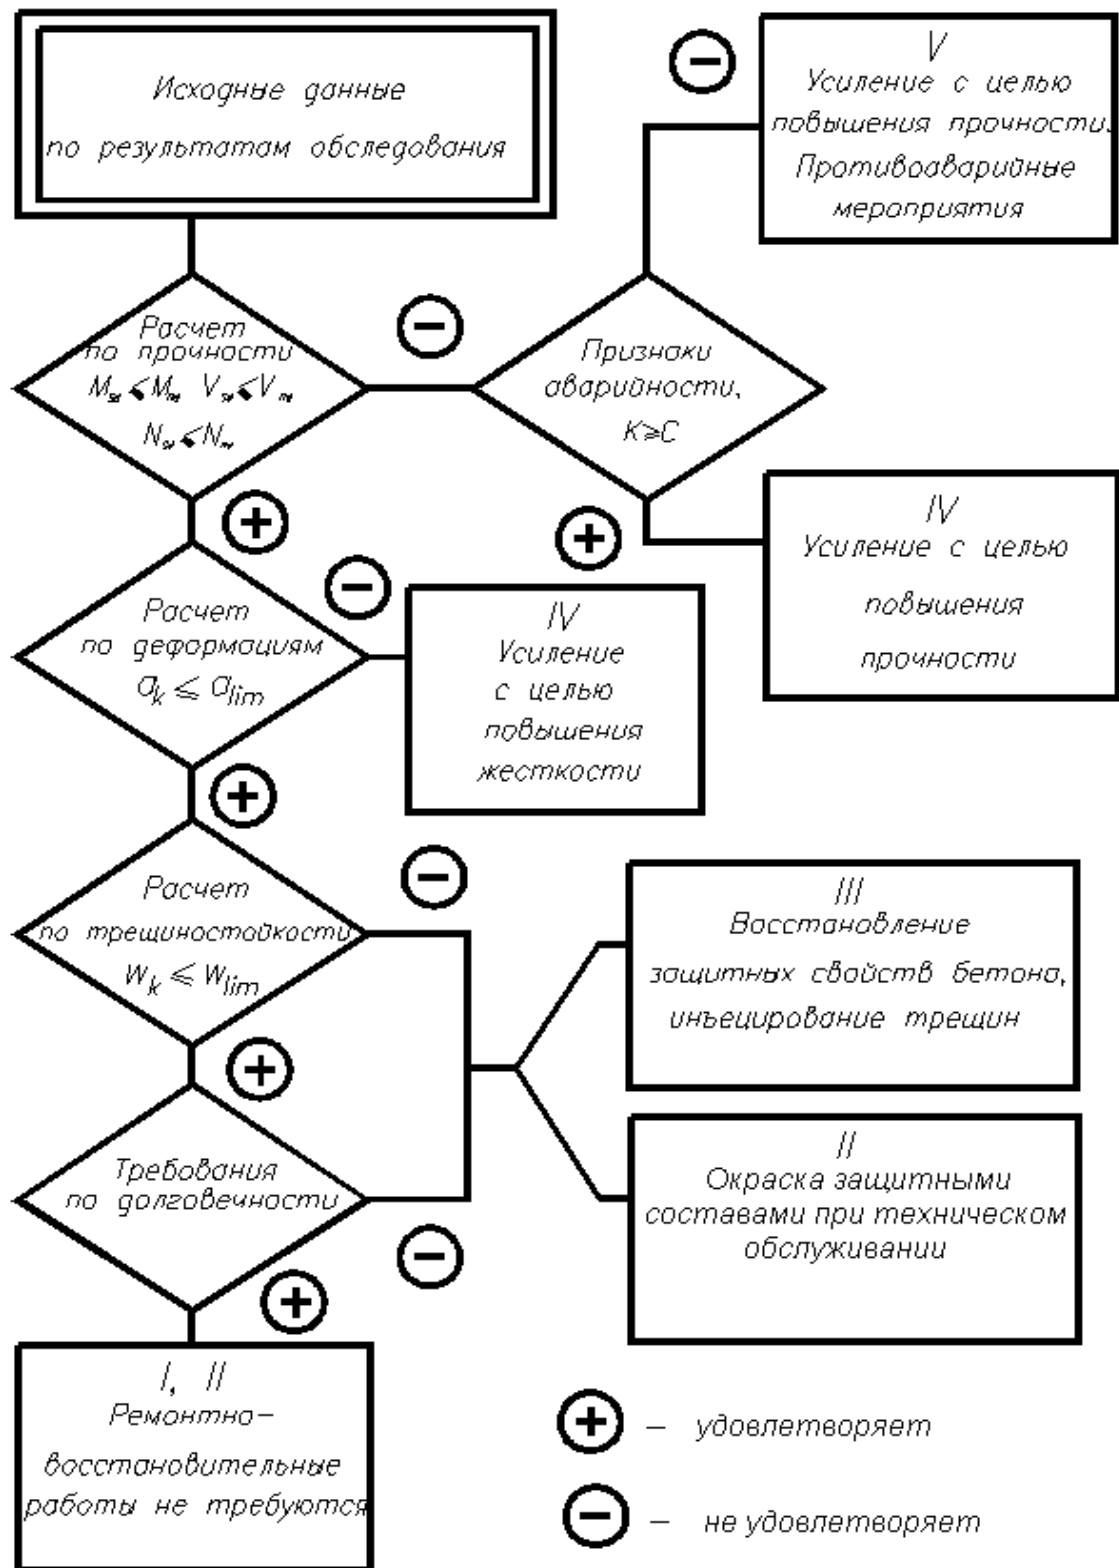 Исходные данные
по результатам обследования
V
Усиление с целью
повышения прочности.
Противоаварийные
мероприятия
Расчет
по прочности
M ⩽ M V ⩽ V
N ⩽ N
Признаки
аварийности,
K⩾C
IV
Усиление с целью
повышения
прочности
Расчет
по деформациям
a_k ⩽ a_lim
IV
Усиление
с целью
повышения
жесткости
Расчет
по трещиностойкости
w_k ⩽ w_lim
III
Восстановление
защитных свойств бетона,
инъецирование трещин
Требования
по долговечности
II
Окраска защитными
составами при техническом
обслуживании
I, II
Ремонтно–
восстановительные
работы не требуются
+ – удовлетворяет
− – не удовлетворяет